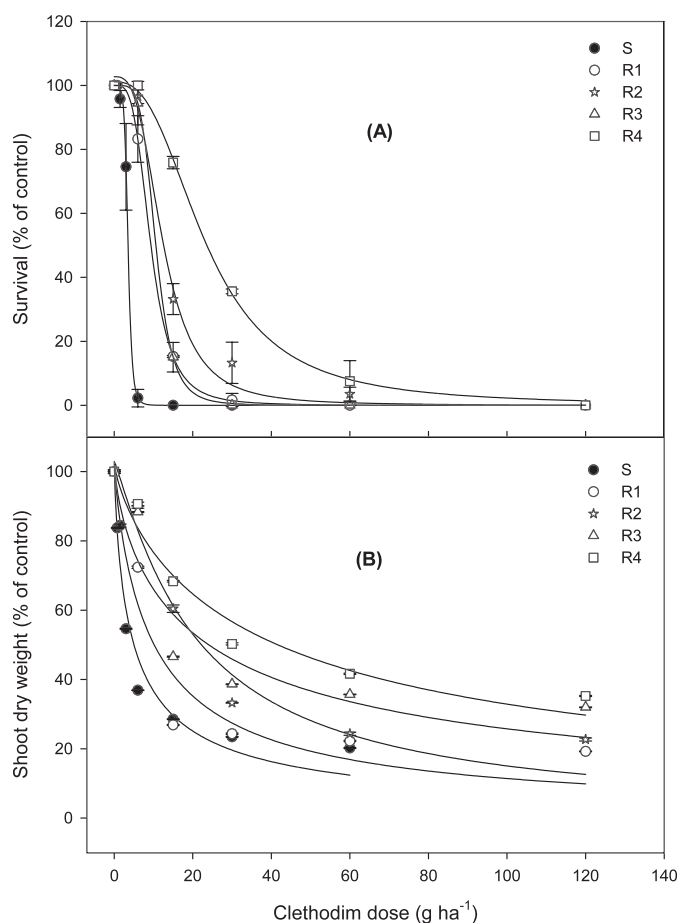 120
100
80
60
40
20
0
Survival (% of control)
(A)
S
R1
R2
R3
R4
100
80
60
40
20
0
Shoot dry weight (% of control)
(B)
S
R1
R2
R3
R4
0 20 40 60 80 100 120 140
Clethodim dose (g ha⁻¹)